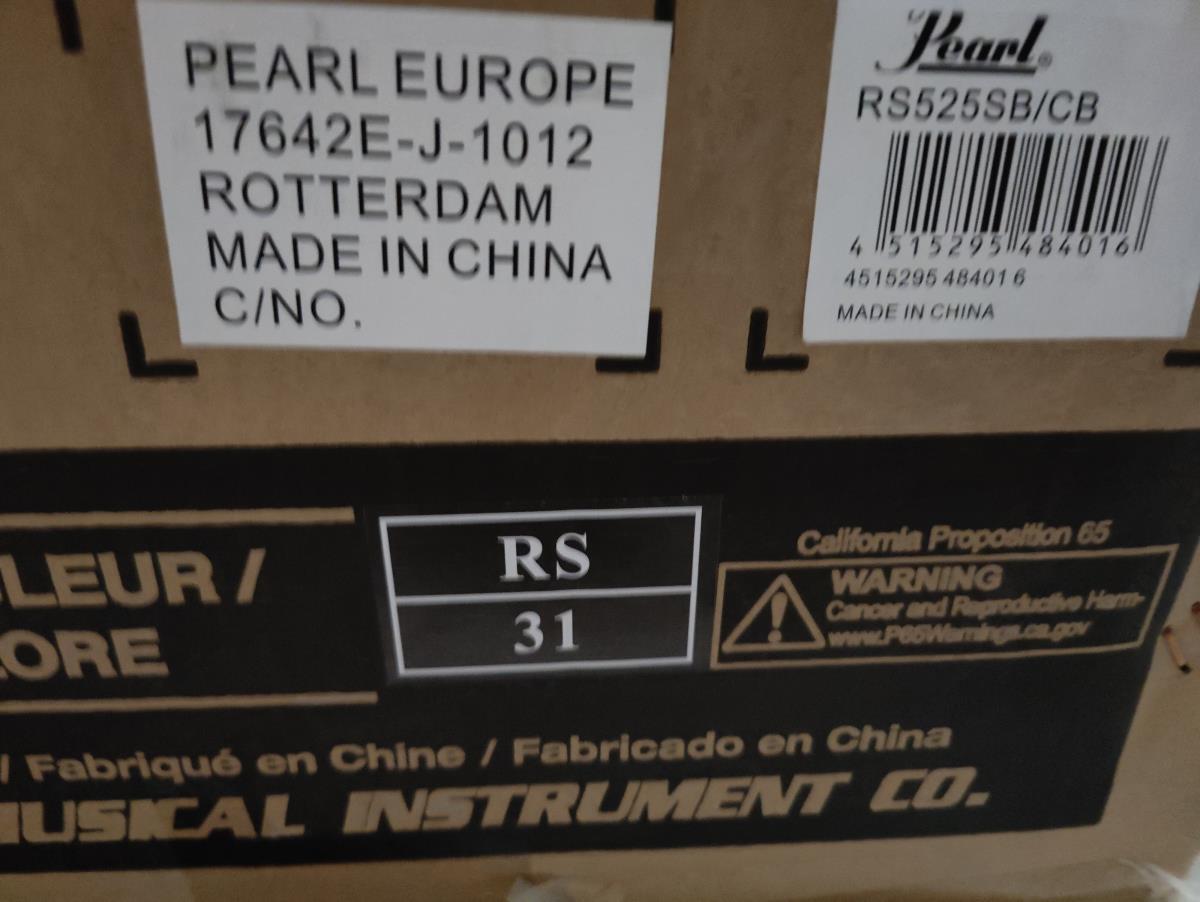 PEARL EUROPE
17642E-J-1012
ROTTERDAM
MADE IN CHINA
C/NO.
Pearl®
RS525SB/CB
4 515295 484016
4515295 48401 6
MADE IN CHINA
LEUR /
ORE
RS
31
California Proposition 65
WARNING
Cancer and Reproductive Harm-
www.P65Warnings.ca.gov
/ Fabriqué en Chine / Fabricado en China
MUSICAL INSTRUMENT CO.